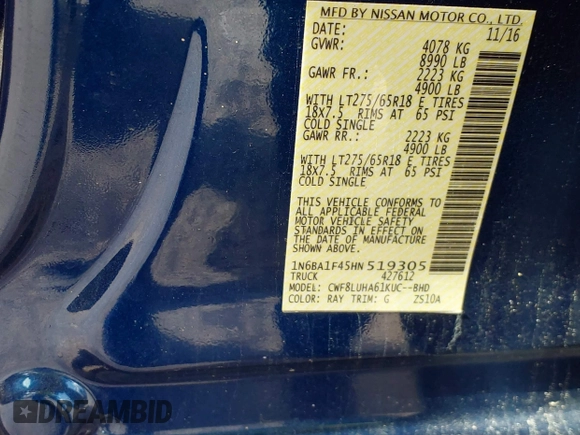 MFD BY NISSAN MOTOR CO., LTD.
DATE: 11/16
GVWR: 4078 KG
8990 LB
GAWR FR.: 2223 KG
4900 LB
WITH LT275/65R18 E TIRES
18X7.5 RIMS AT 65 PSI
COLD SINGLE
GAWR RR.: 2223 KG
4900 LB
WITH LT275/65R18 E TIRES
18X7.5 RIMS AT 65 PSI
COLD SINGLE
THIS VEHICLE CONFORMS TO
ALL APPLICABLE FEDERAL
MOTOR VEHICLE SAFETY
STANDARDS IN EFFECT ON
THE DATE OF MANUFACTURE
SHOWN ABOVE.
1N6BA1F45HN519305
TRUCK 427612
MODEL: CWF8LUHA61KUC--BHD
COLOR: RAY TRIM: G ZS10A
DREAMBID